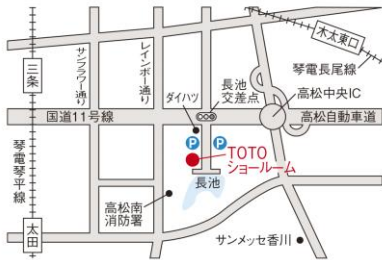 木太東口
琴電長尾線
三条
サンフラワー通り
レインボー通り
長池
交差点
ダイハツ
高松中央IC
国道11号線
高松自動車道
P
P
TOTO
ショールーム
琴電琴平線
長池
高松南
消防署
太田
サンメッセ香川